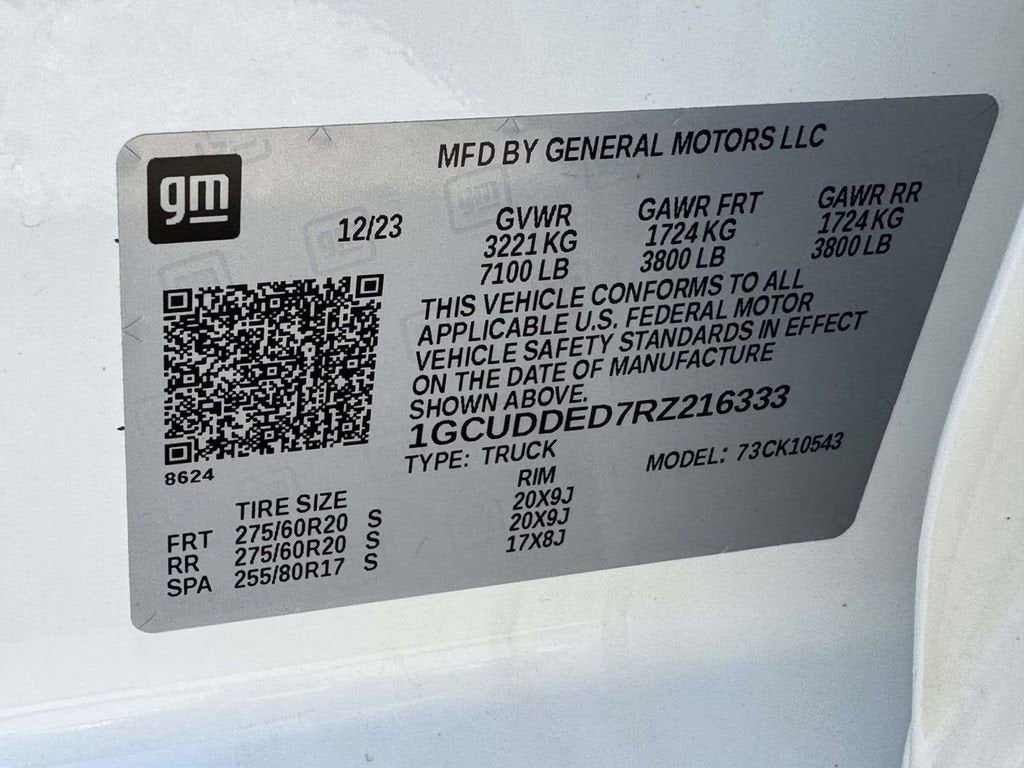 gm
MFD BY GENERAL MOTORS LLC
12/23
GVWR
3221 KG
7100 LB
GAWR FRT
1724 KG
3800 LB
GAWR RR
1724 KG
3800 LB
THIS VEHICLE CONFORMS TO ALL
APPLICABLE U.S. FEDERAL MOTOR
VEHICLE SAFETY STANDARDS IN EFFECT
ON THE DATE OF MANUFACTURE
SHOWN ABOVE.
1GCUDDED7RZ216333
TYPE: TRUCK
MODEL: 73CK10543
8624
TIRE SIZE RIM
FRT 275/60R20 S 20X9J
RR 275/60R20 S 20X9J
SPA 255/80R17 S 17X8J